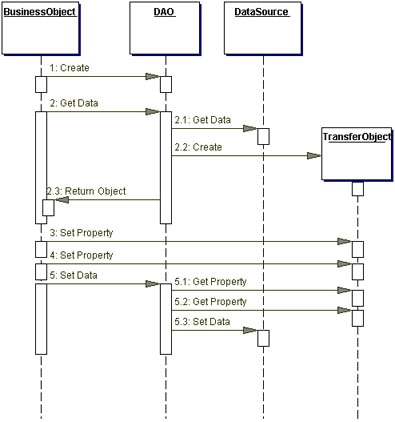 BusinessObject
DAO
DataSource
1: Create
2: Get Data
2.1: Get Data
2.2: Create
TransferObject
2.3: Return Object
3: Set Property
4: Set Property
5: Set Data
5.1: Get Property
5.2: Get Property
5.3: Set Data